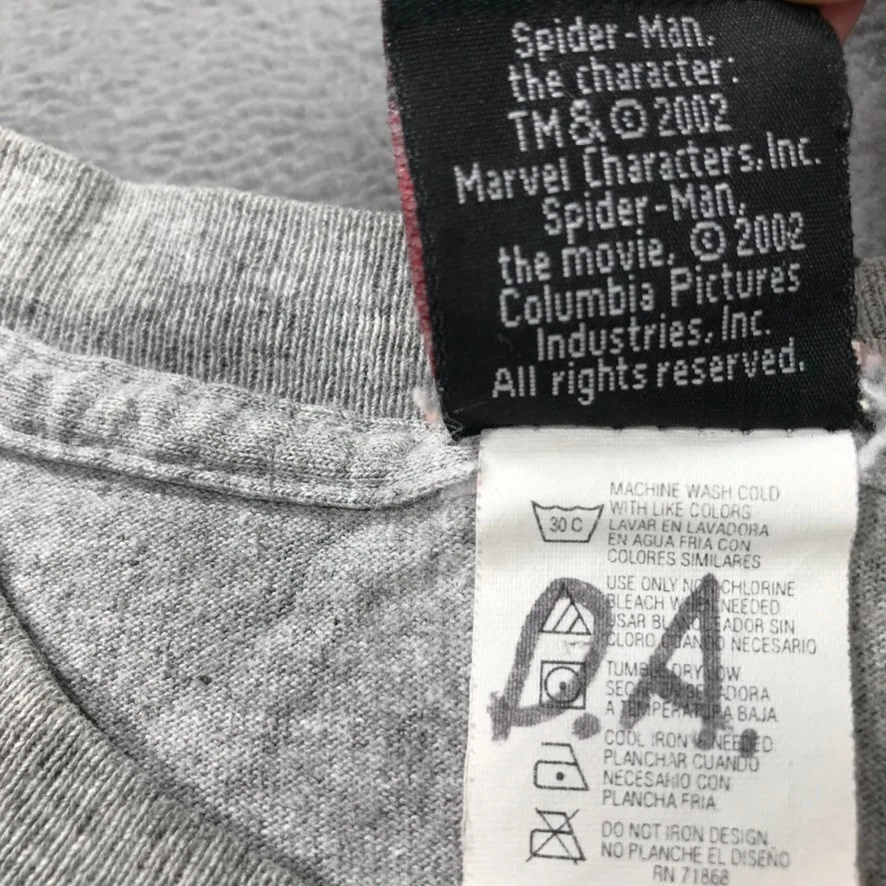 Spider-Man,
the character:
TM & © 2002
Marvel Characters, Inc.
Spider-Man,
the movie, © 2002
Columbia Pictures
Industries, Inc.
All rights reserved.
30 C
MACHINE WASH COLD
WITH LIKE COLORS
LAVAR EN LAVADORA
EN AGUA FRIA CON
COLORES SIMILARES
USE ONLY NON CHLORINE
BLEACH WHEN NEEDED
USAR BLANQUEADOR SIN
CLORO CUANDO NECESARIO
D.A.
TUMBLE DRY LOW
SECAR EN SECADORA
A TEMPERATURA BAJA
COOL IRON IF NEEDED
PLANCHAR CUANDO
NECESARIO CON
PLANCHA FRIA
DO NOT IRON DESIGN
NO PLANCHE EL DISEÑO
RN 71868